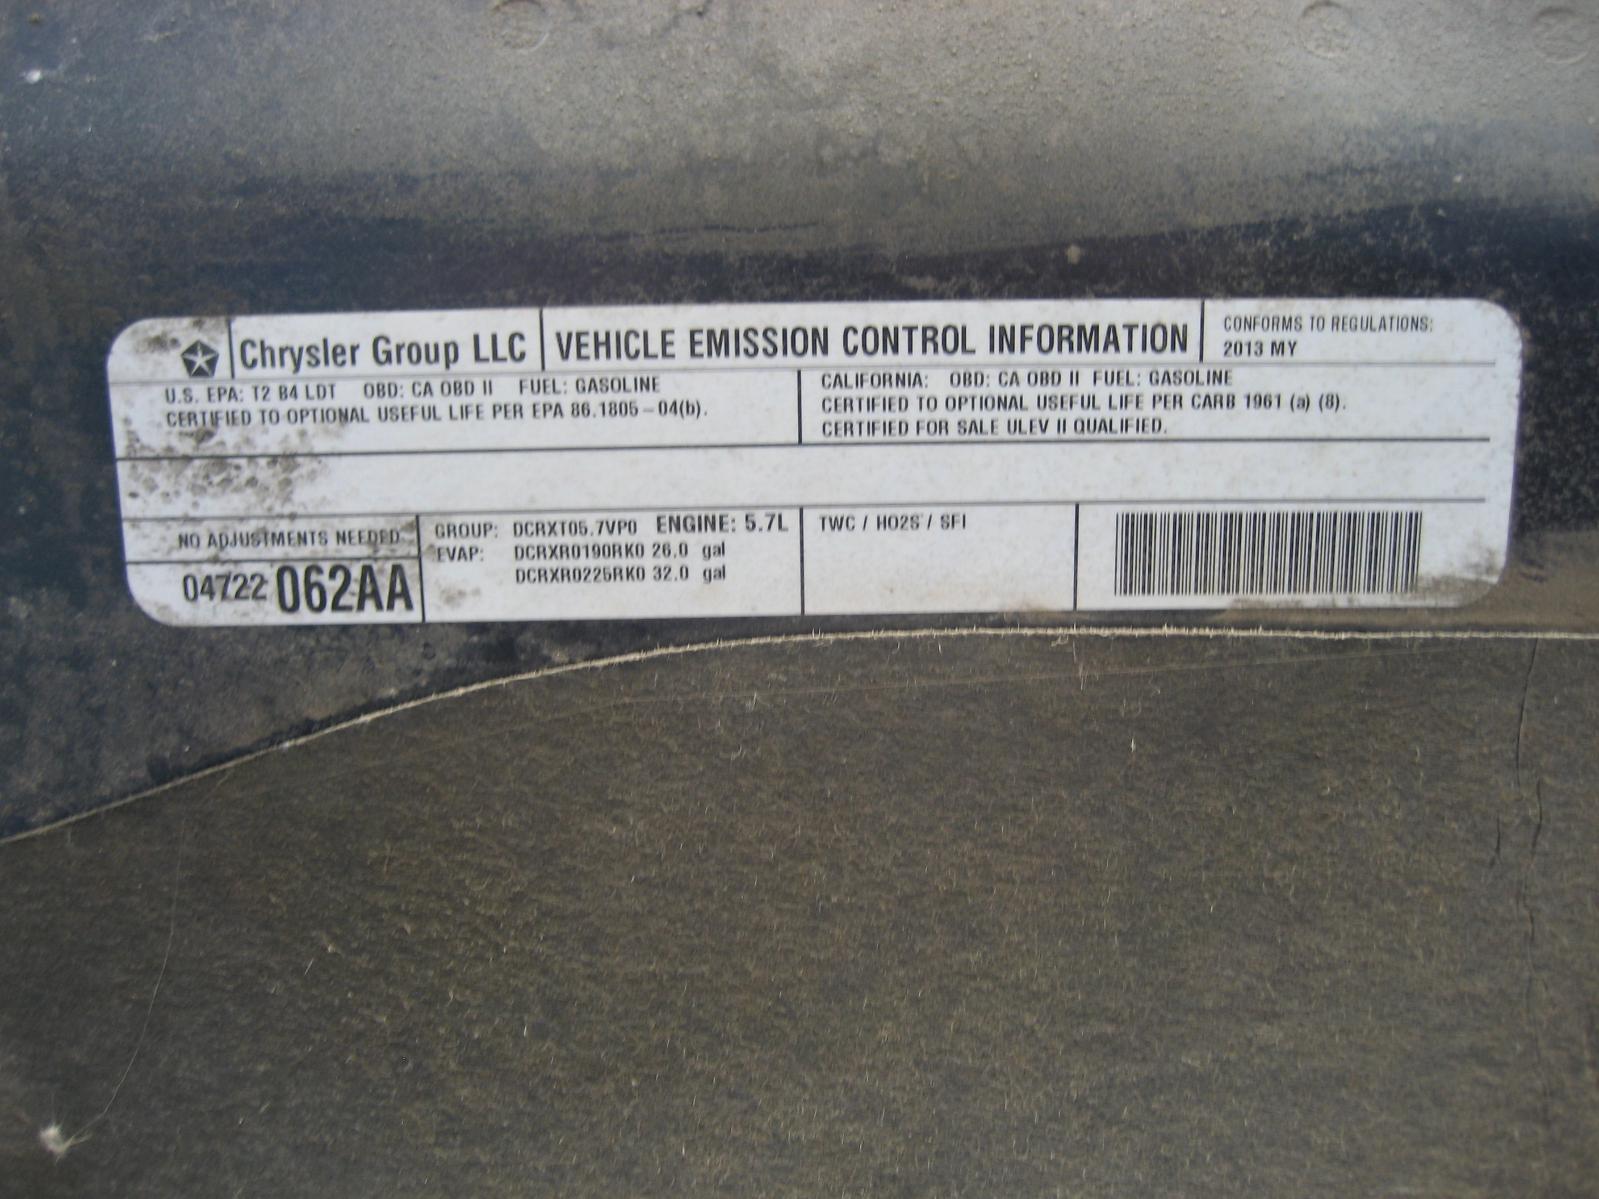 Chrysler Group LLC
VEHICLE EMISSION CONTROL INFORMATION
CONFORMS TO REGULATIONS:
2013 MY
U.S. EPA: T2 B4 LDT OBD: CA OBD II FUEL: GASOLINE
CERTIFIED TO OPTIONAL USEFUL LIFE PER EPA 86.1805-04(b).
CALIFORNIA: OBD: CA OBD II FUEL: GASOLINE
CERTIFIED TO OPTIONAL USEFUL LIFE PER CARB 1961 (a) (8).
CERTIFIED FOR SALE ULEV II QUALIFIED.
NO ADJUSTMENTS NEEDED
04722 062AA
GROUP: DCRXT05.7VP0 ENGINE: 5.7L
EVAP: DCRXR0190RK0 26.0 gal
DCRXR0225RK0 32.0 gal
TWC / HO2S / SFI